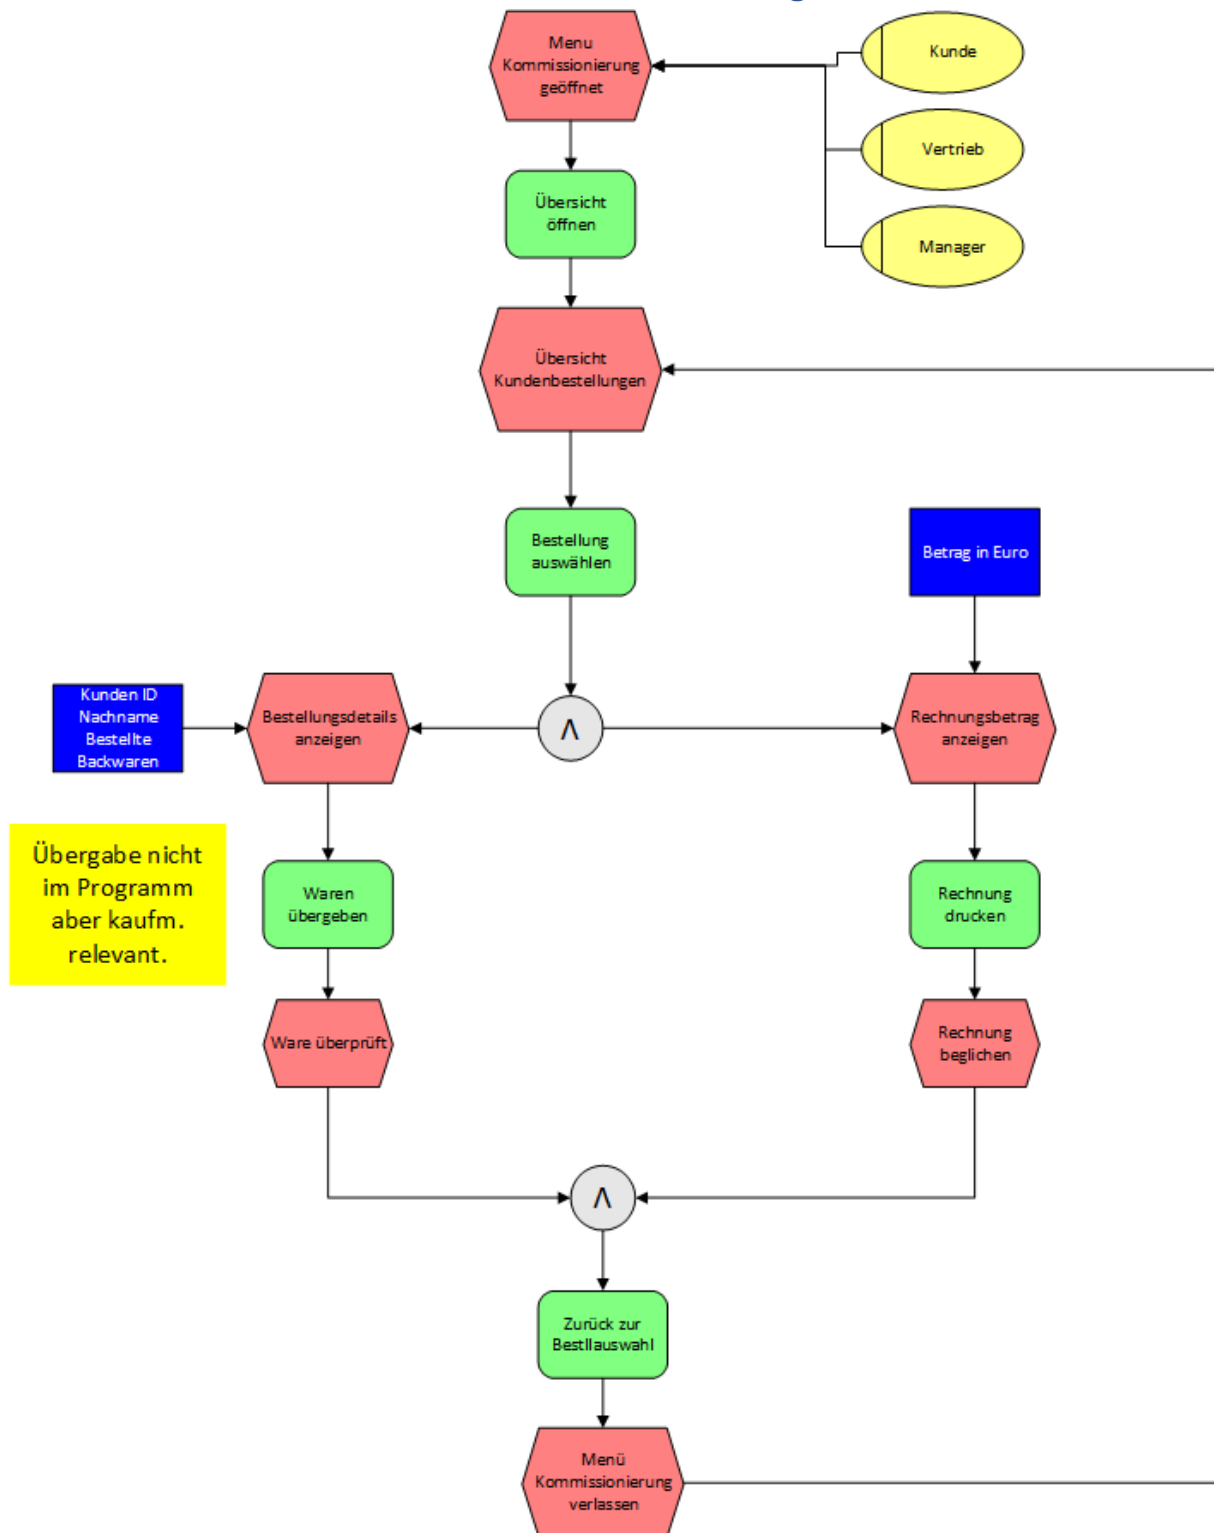 Menu
Kommissionierung
geöffnet
Kunde
Vertrieb
Manager
Übersicht
öffnen
Übersicht
Kundenbestellungen
Bestellung
auswählen
Betrag in Euro
Kunden ID
Nachname
Bestellte
Backwaren
Bestellungsdetails
anzeigen
Λ
Rechnungsbetrag
anzeigen
Übergabe nicht
im Programm
aber kaufm.
relevant.
Waren
übergeben
Rechnung
drucken
Ware überprüft
Rechnung
beglichen
Λ
Zurück zur
Bestllauswahl
Menü
Kommissionierung
verlassen